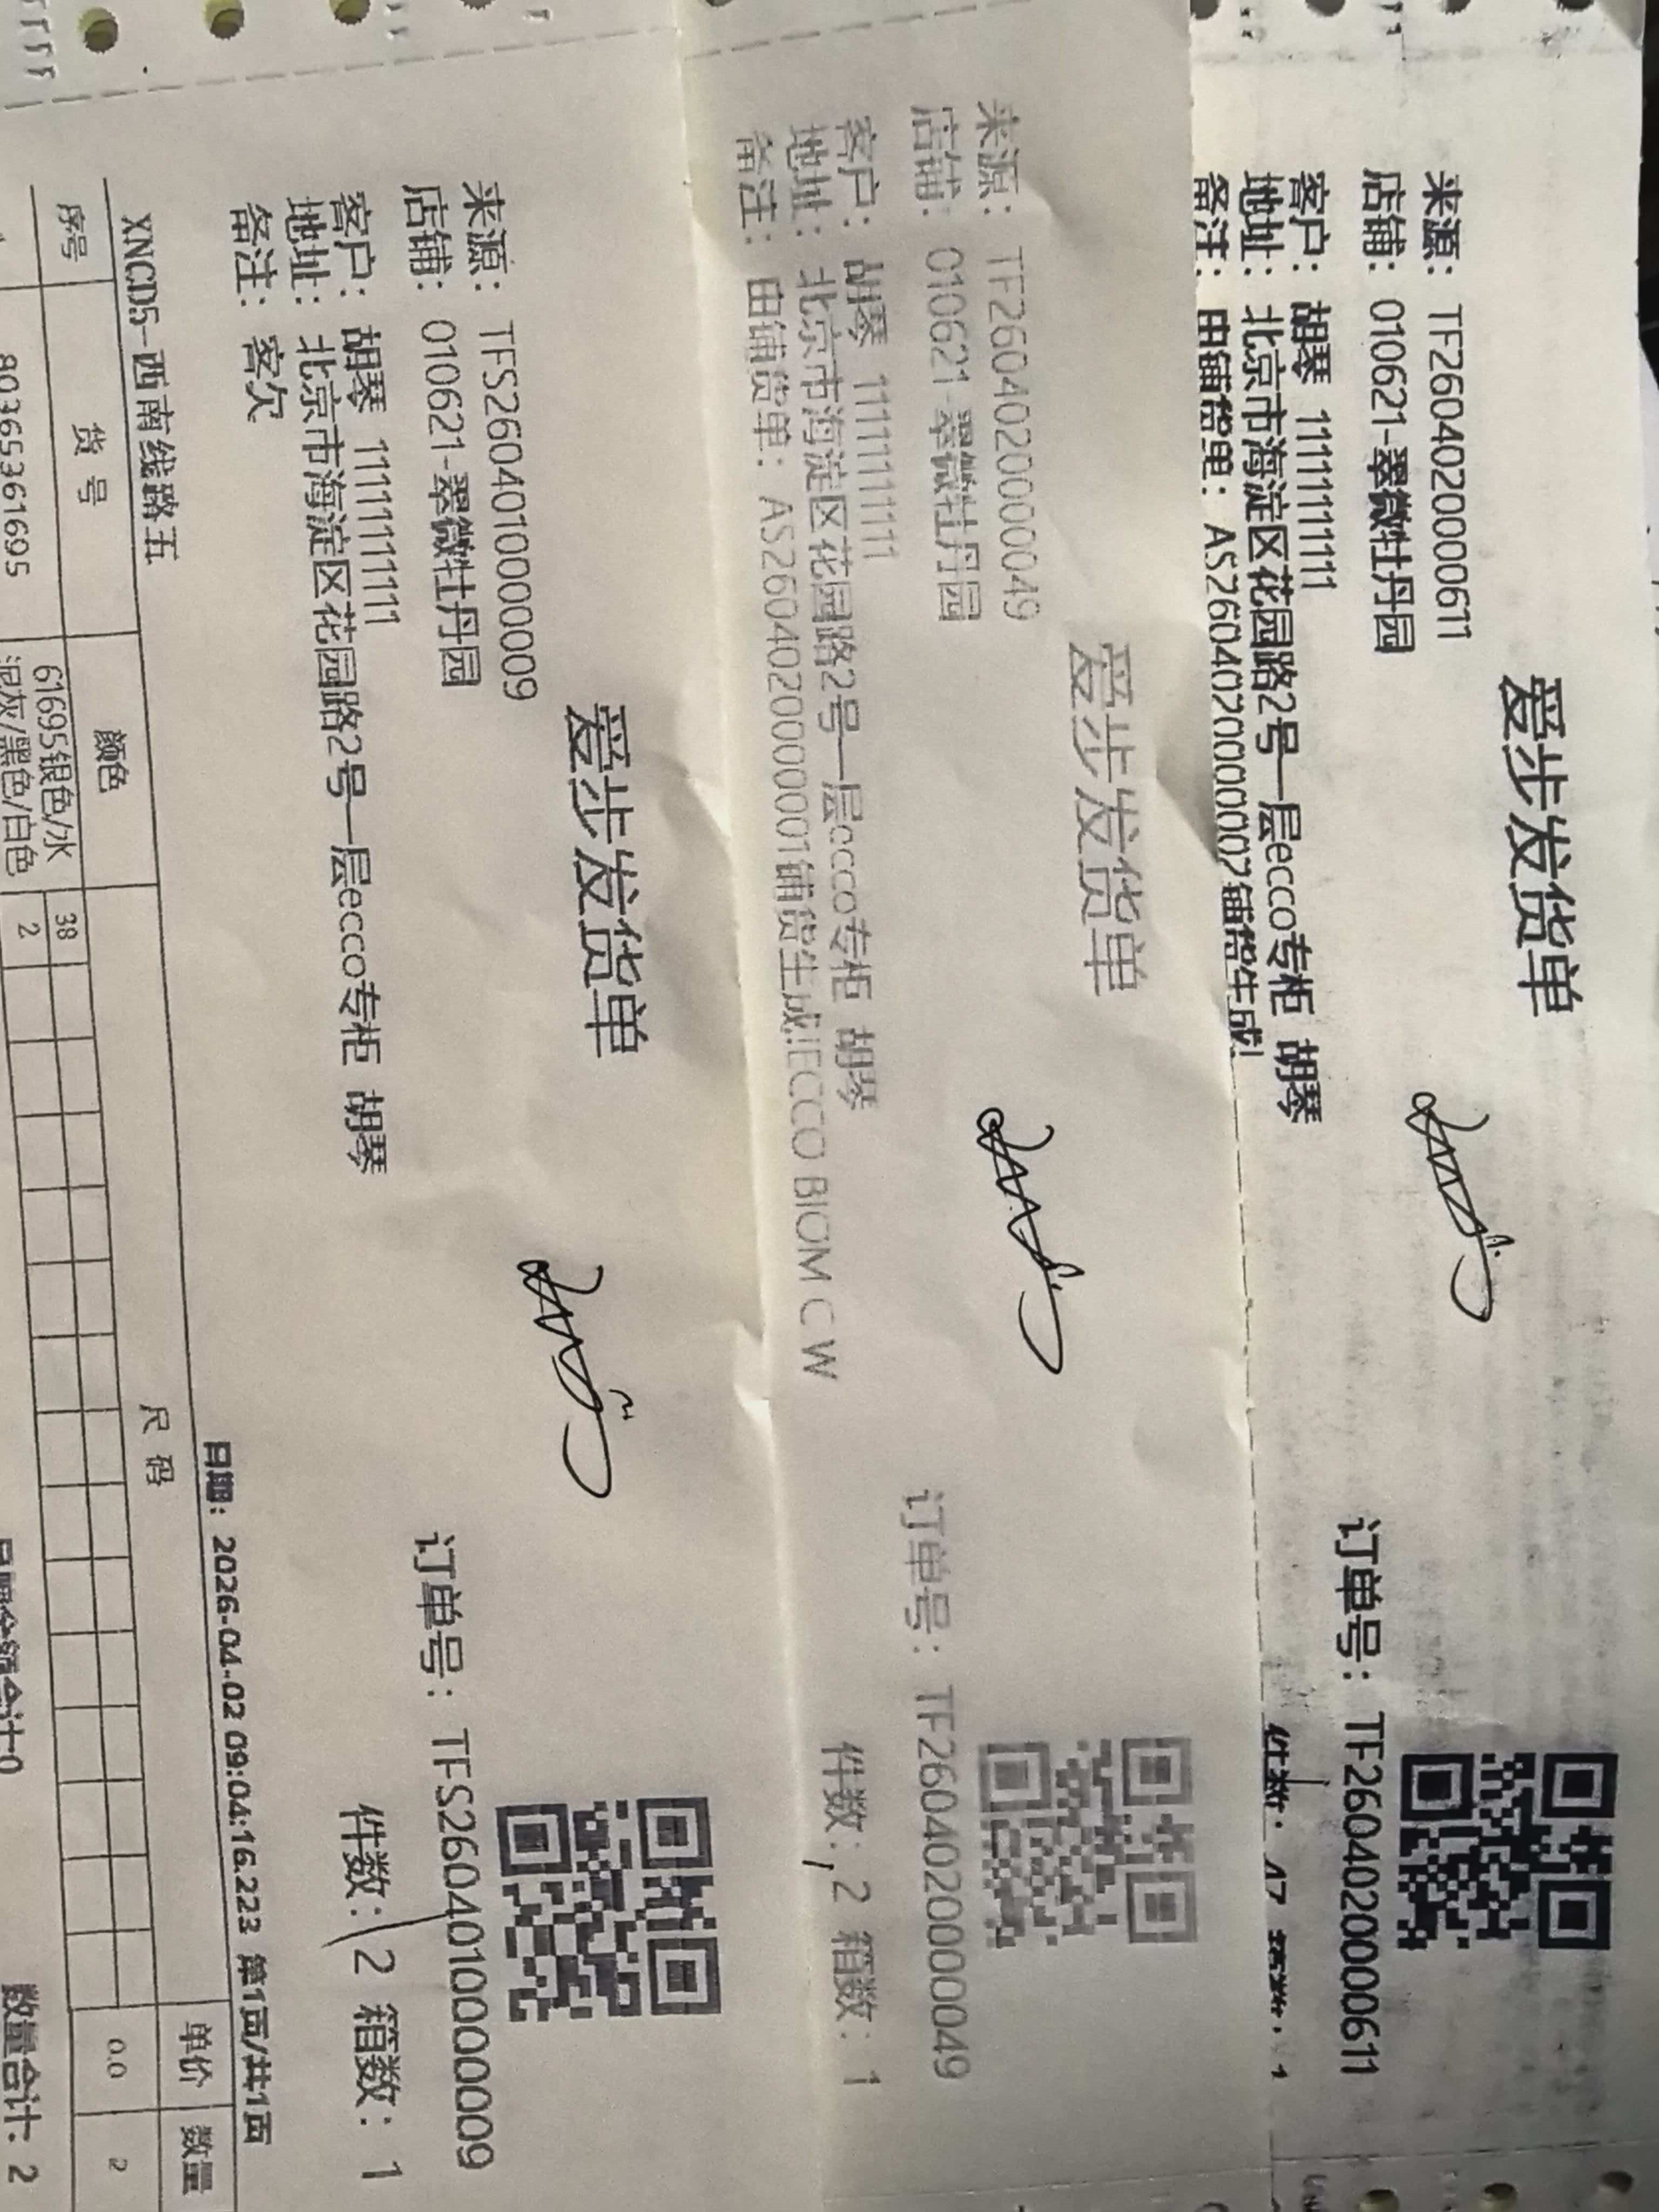 爱步发货单
来源：TF2604020000611
店铺：010621-翠微牡丹园
订单号：TF2604020000611
客户：胡琴 11111111111
地址：北京市海淀区花园路2号一层ecco专柜 胡琴
备注：由铺货单：AS2604020000002铺货生成!
爱步发货单
来源：TF2604020000049
店铺：010621-翠微牡丹园
订单号：TF2604020000049
客户：胡琴 11111111111
地址：北京市海淀区花园路2号一层ecco专柜 胡琴
件数：2 箱数：1
备注：由铺货单：AS2604020000001铺货生成!ECCO BIOM C W
爱步发货单
来源：TFS2604010000009
店铺：010621-翠微牡丹园
订单号：TFS2604010000009
客户：胡琴 11111111111
地址：北京市海淀区花园路2号一层ecco专柜 胡琴
件数：2 箱数：1
备注：客欠
日期：2026-04-02 09:04:16.223 第1页/共1页
XNCD5-西南线路五
序号 货号 颜色 尺码 单价 数量
38
80365361695 61695银色/水泥灰/黑色/白色 2 0.0 2
数量合计：2